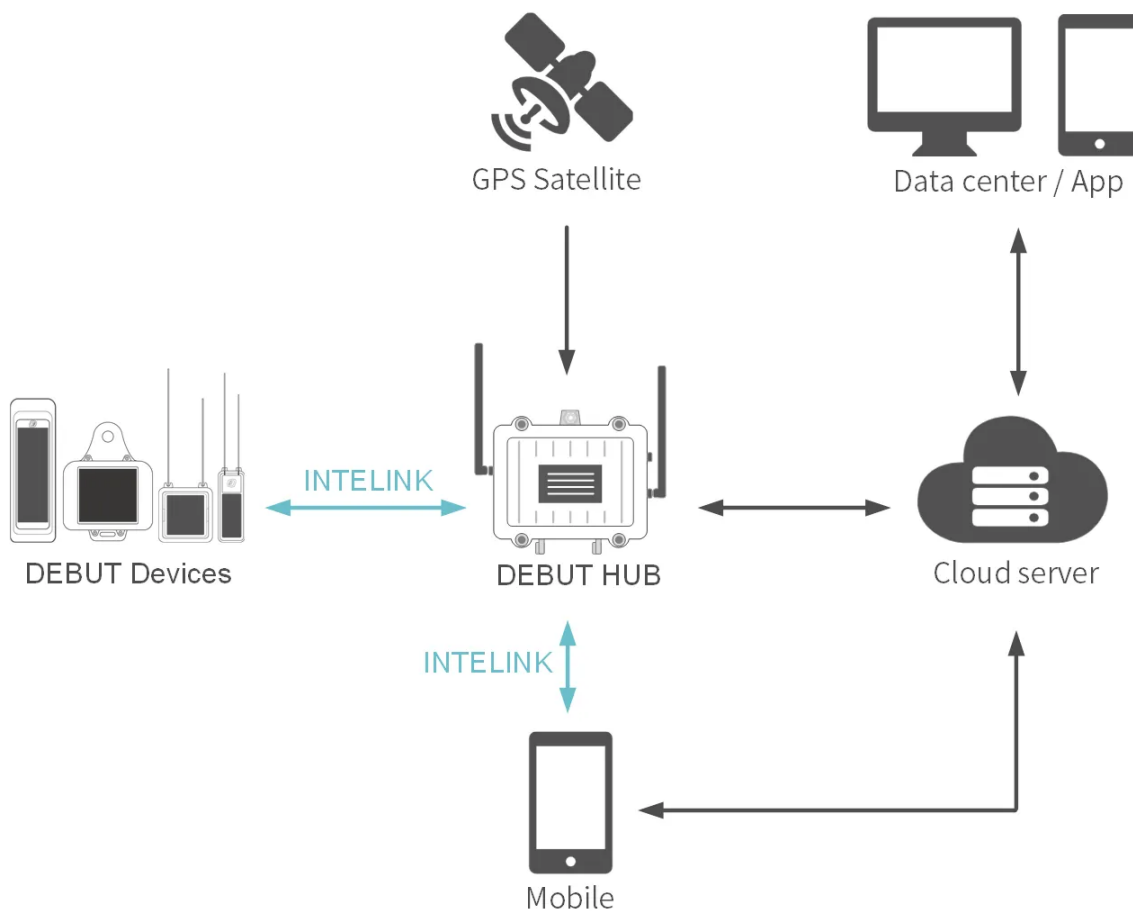 GPS Satellite
Data center / App
INTELINK
DEBUT Devices
DEBUT HUB
Cloud server
INTELINK
Mobile